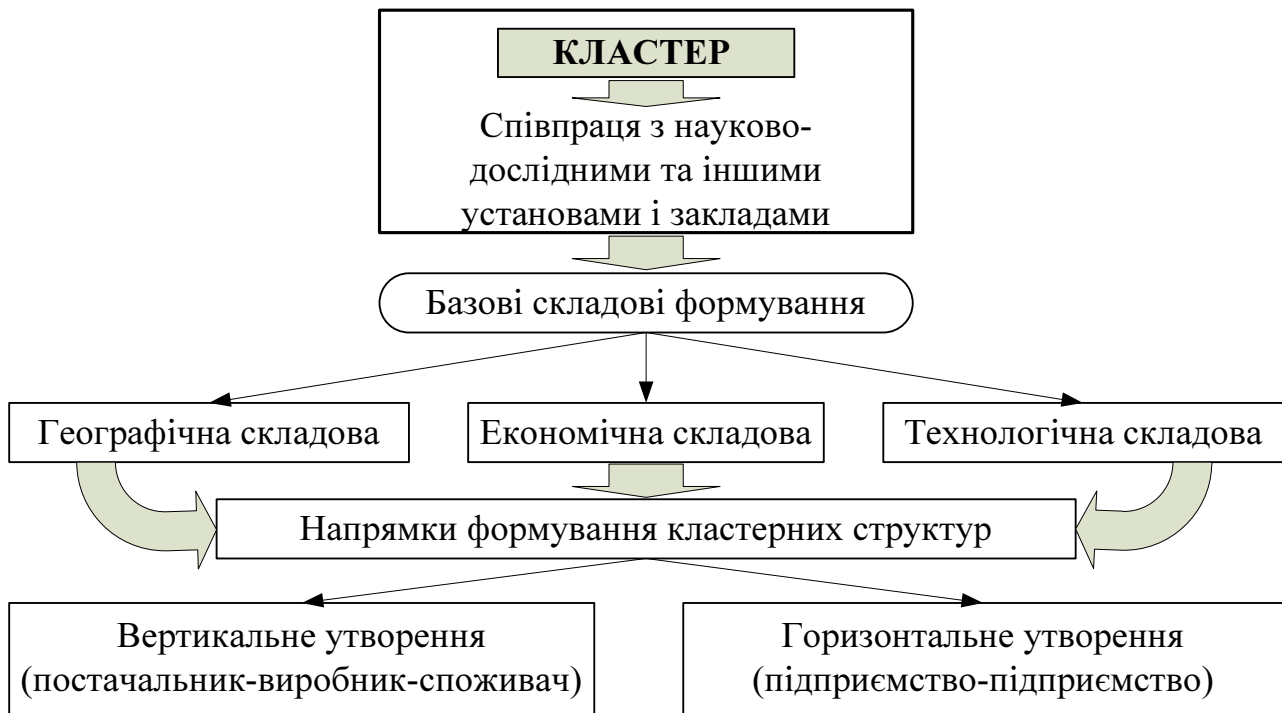 КЛАСТЕР
Співпраця з науково-
дослідними та іншими
установами і закладами
Базові складові формування
Географічна складова
Економічна складова
Технологічна складова
Напрямки формування кластерних структур
Вертикальне утворення
(постачальник-виробник-споживач)
Горизонтальне утворення
(підприємство-підприємство)